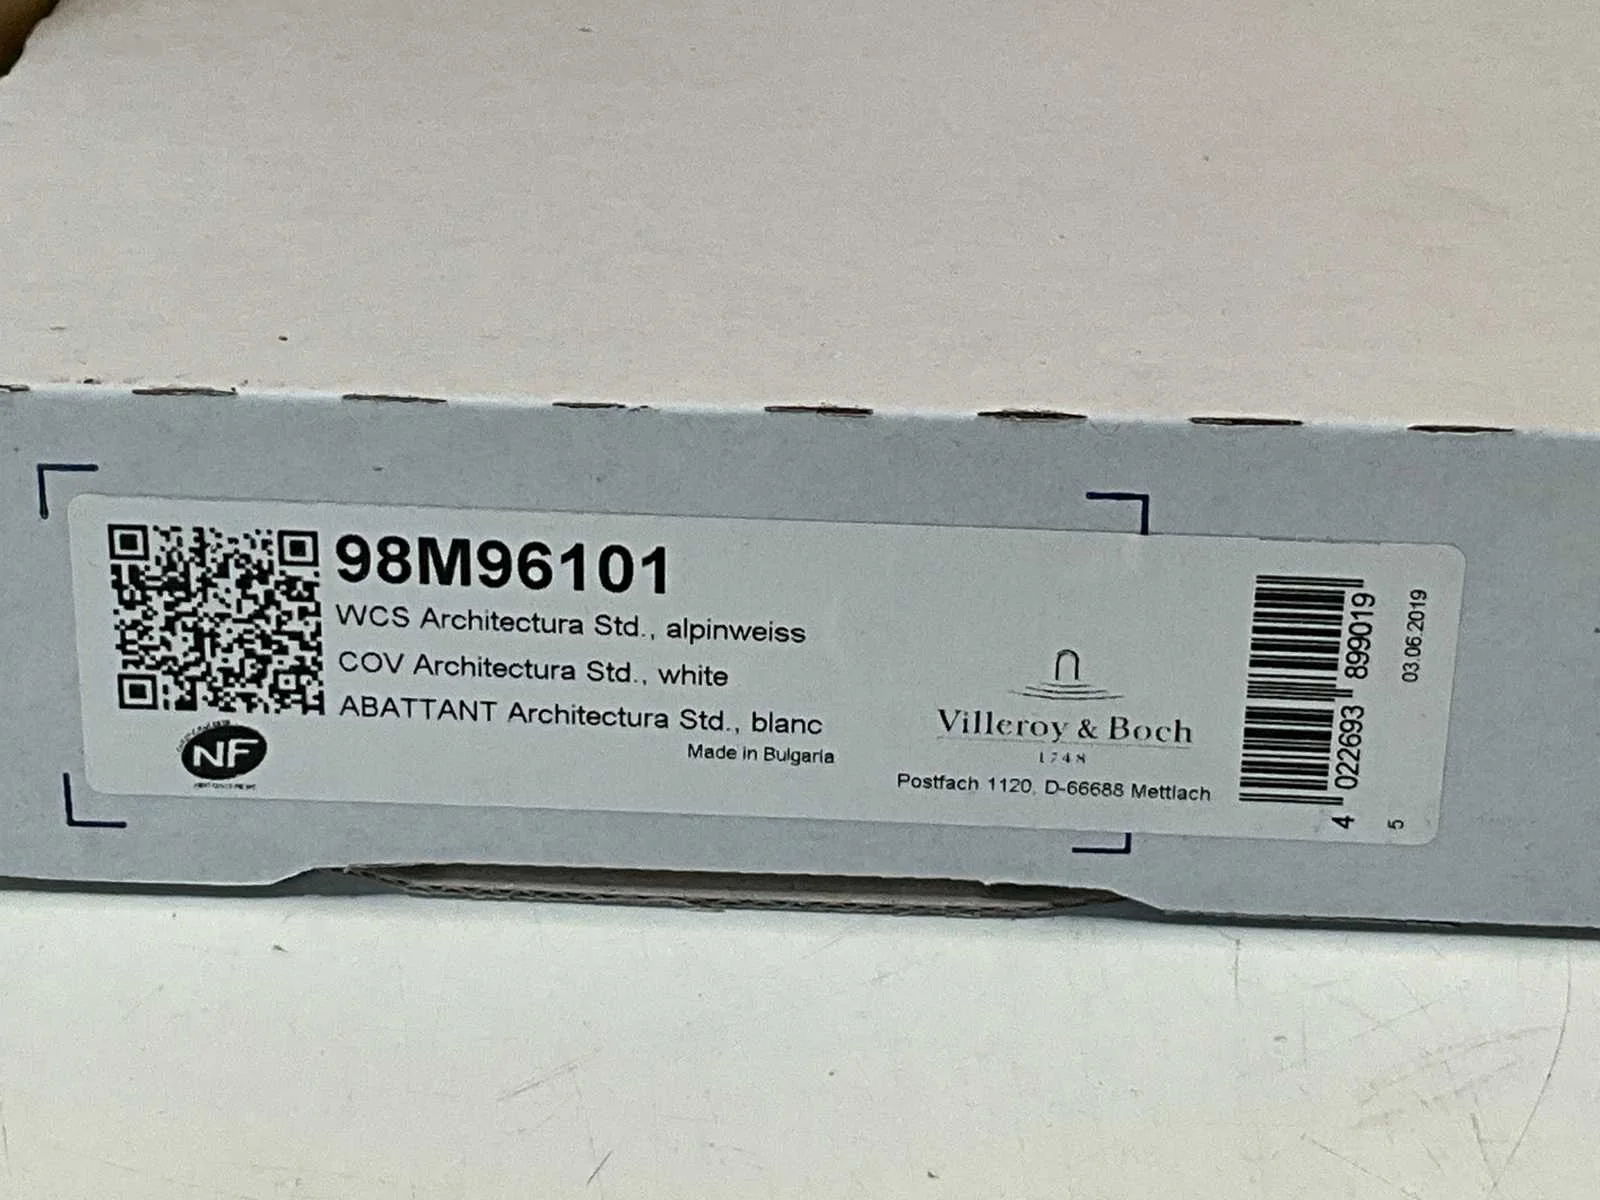 98M96101
WCS Architectura Std., alpinweiss
COV Architectura Std., white
ABATTANT Architectura Std., blanc
Made in Bulgaria
NF
Villeroy & Boch
1748
Postfach 1120, D-66688 Mettlach
4 022693 899019
03.06.2019
5